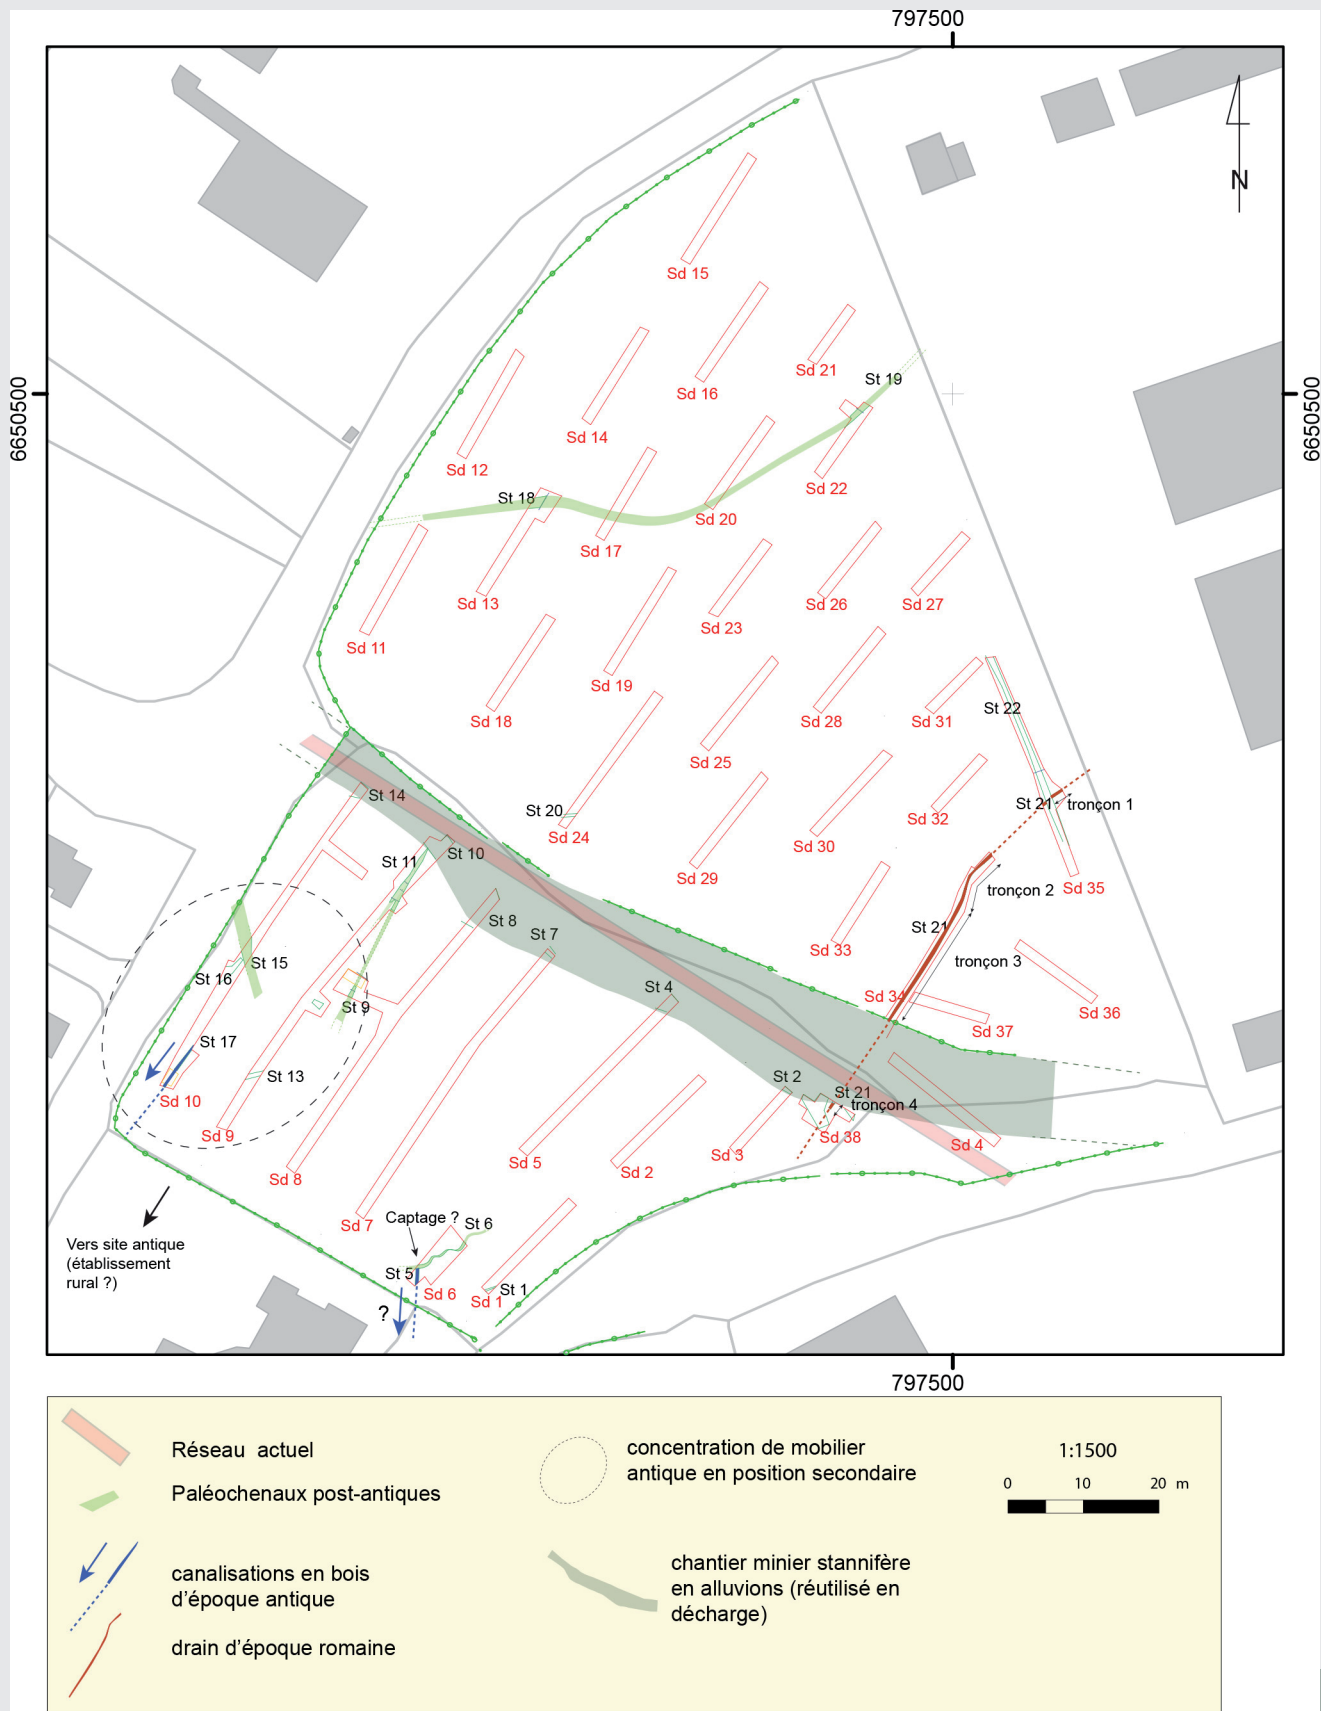 797500
N
6650500
6650500
Sd 15
Sd 16
Sd 21
St 19
Sd 14
Sd 12
Sd 22
St 18
Sd 20
Sd 17
Sd 13
Sd 26
Sd 27
Sd 23
Sd 11
Sd 19
Sd 18
Sd 28
Sd 31
St 22
Sd 25
St 14
St 20
Sd 24
Sd 32
St 21
tronçon 1
Sd 30
St 10
St 11
Sd 29
Sd 35
tronçon 2
St 8
St 7
St 21
Sd 33
tronçon 3
St 15
St 16
St 4
Sd 34
St 9
Sd 36
Sd 37
St 17
St 13
St 2
St 21
tronçon 4
Sd 10
Sd 9
Sd 38
Sd 4
Sd 3
Sd 5
Sd 2
Sd 8
Sd 7
Captage ?
St 6
Vers site antique
(établissement
rural ?)
St 5
Sd 6
Sd 1
St 1
?
797500
Réseau actuel
Paléochenaux post-antiques
canalisations en bois
d'époque antique
drain d'époque romaine
concentration de mobilier
antique en position secondaire
chantier minier stannifère
en alluvions (réutilisé en
décharge)
1:1500
0 10 20 m